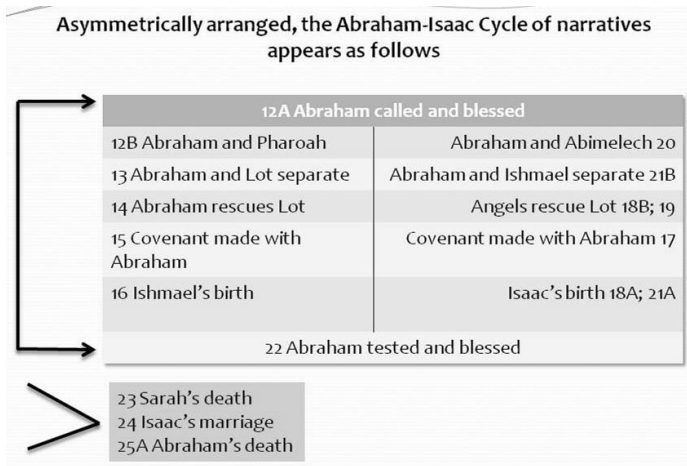 Asymmetrically arranged, the Abraham-Isaac Cycle of narratives
appears as follows
12A Abraham called and blessed
12B Abraham and Pharoah
Abraham and Abimelech 20
13 Abraham and Lot separate
Abraham and Ishmael separate 21B
14 Abraham rescues Lot
Angels rescue Lot 18B; 19
15 Covenant made with
Abraham
Covenant made with Abraham 17
16 Ishmael's birth
Isaac's birth 18A; 21A
22 Abraham tested and blessed
23 Sarah's death
24 Isaac's marriage
25A Abraham's death